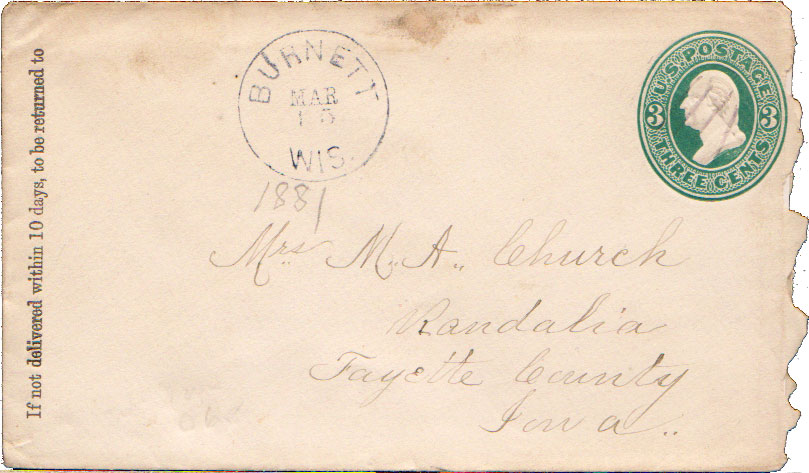 If not delivered within 10 days, to be returned to
BURNETT
MAR
15
WIS.
1881
U.S. POSTAGE
3 3
THREE CENTS
Mrs M. A. Church
Randalia
Fayette County
Iowa..